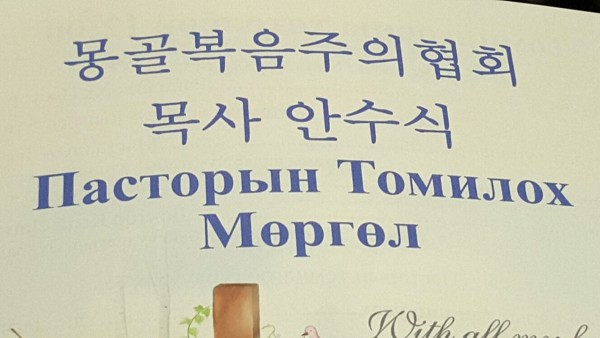 몽골복음주의협회
목사 안수식
Пасторын Томилох
Мөргөл
With all